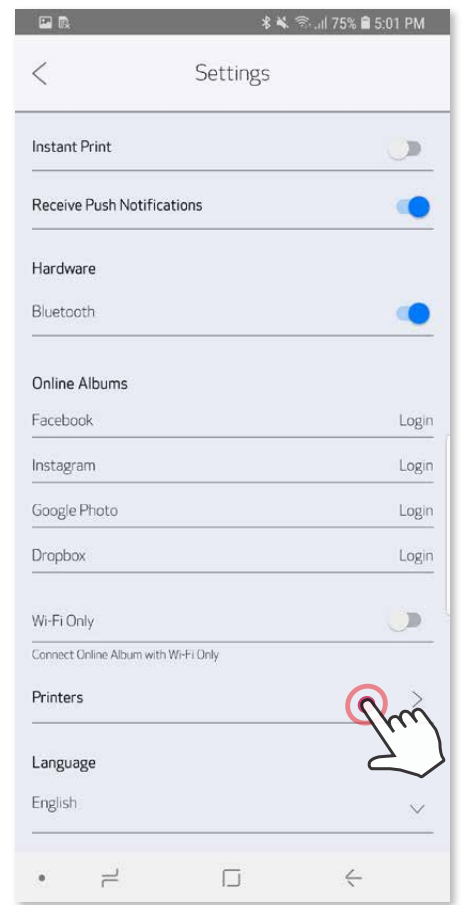 75% 5:01 PM
Settings
Instant Print
Receive Push Notifications
Hardware
Bluetooth
Online Albums
Facebook Login
Instagram Login
Google Photo Login
Dropbox Login
Wi-Fi Only
Connect Online Album with Wi-Fi Only
Printers
Language
English